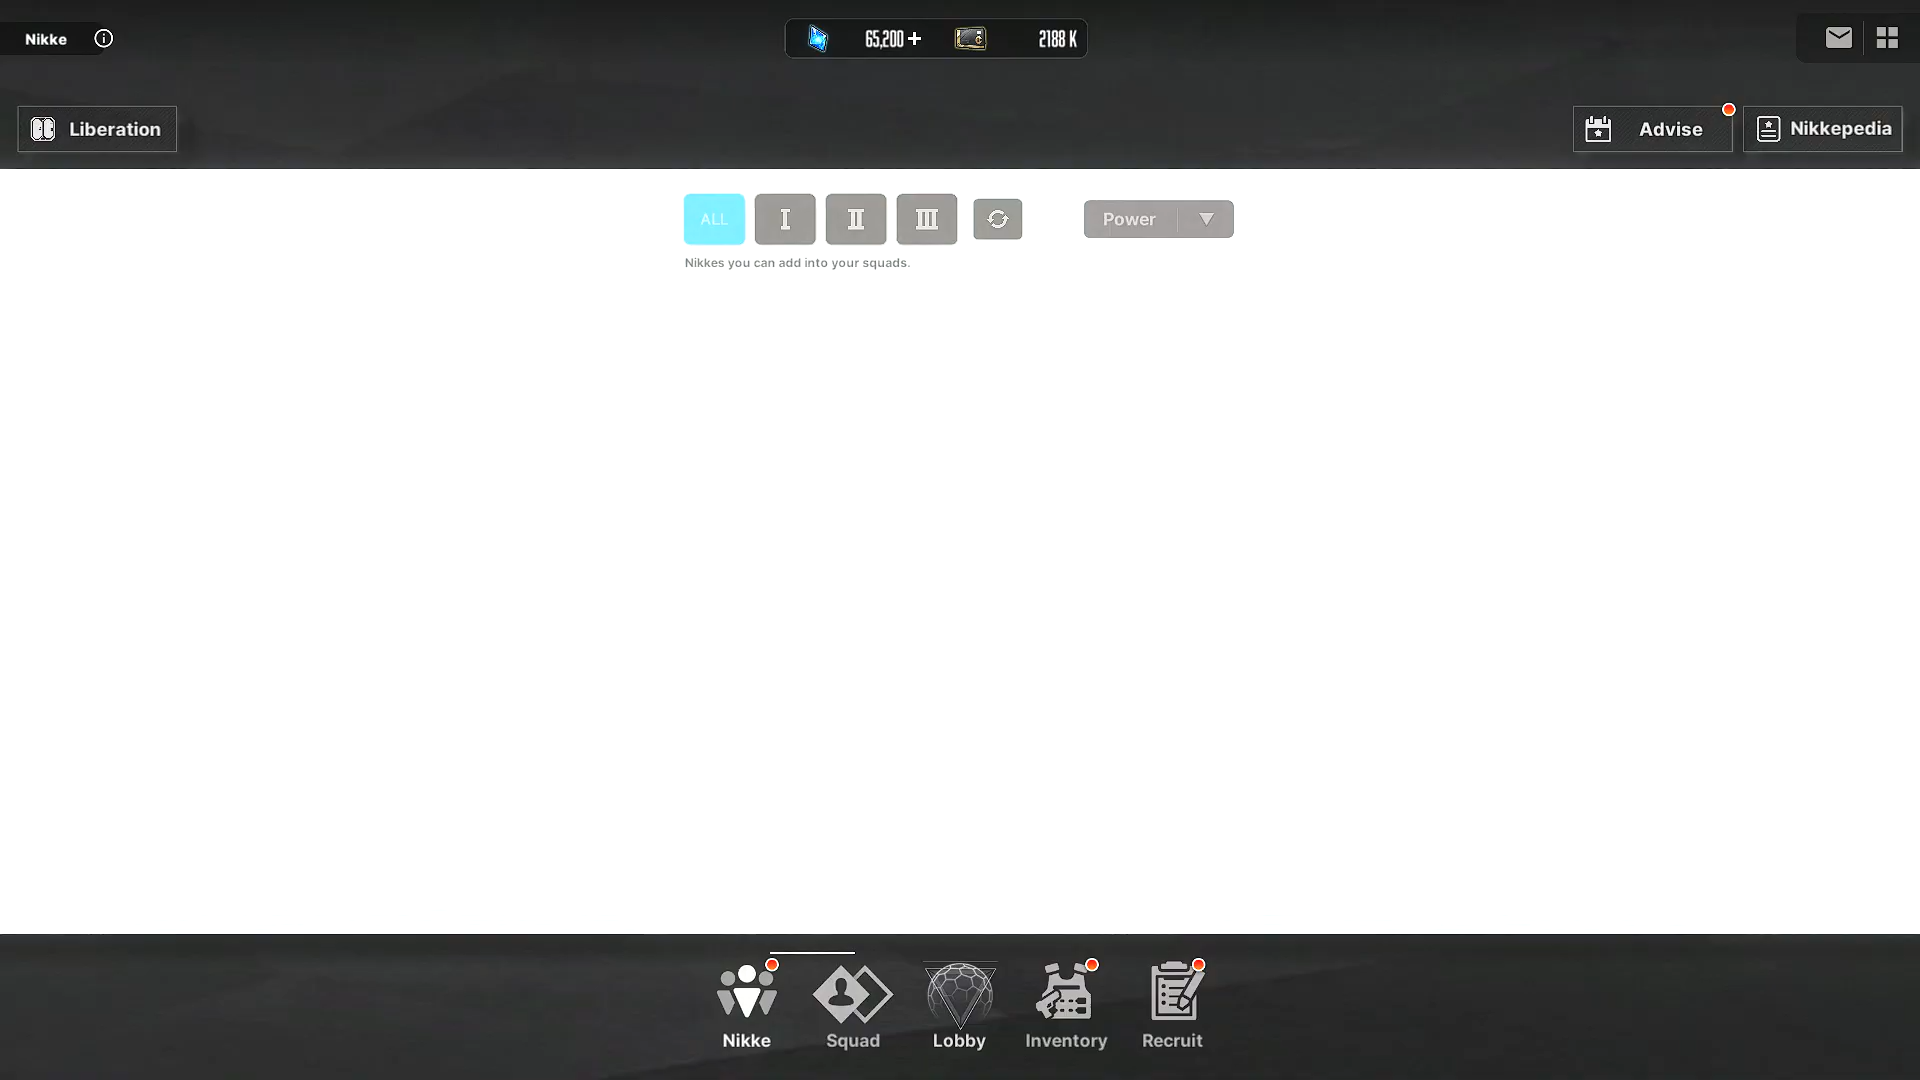 Nikke
65,200
2188 K
Liberation
Advise
Nikkepedia
ALL
I
II
III
Power
Nikkes you can add into your squads.
Nikke
Squad
Lobby
Inventory
Recruit